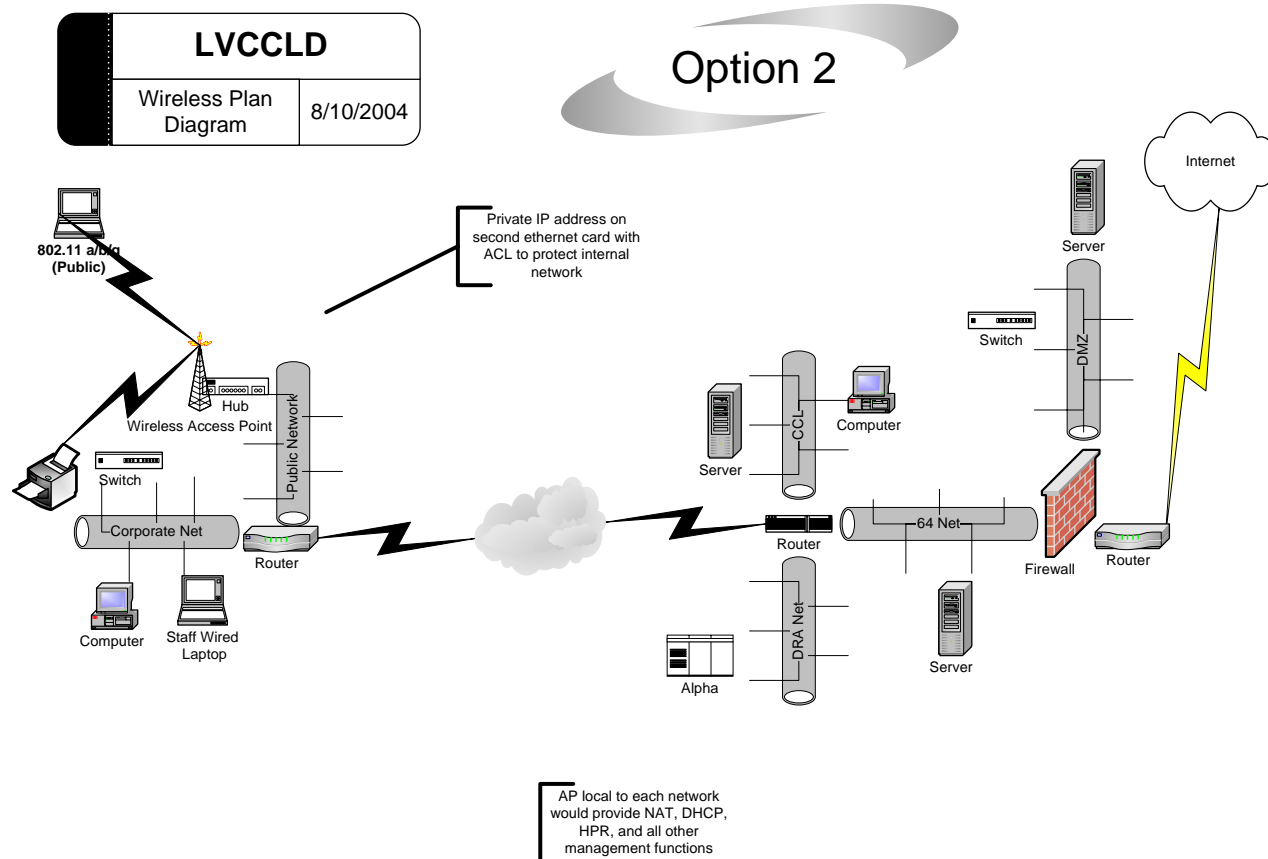 LVCCLD
Wireless Plan
Diagram
8/10/2004
Option 2
Internet
Server
802.11 a/b/g
(Public)
Private IP address on
second ethernet card with
ACL to protect internal
network
Switch
DMZ
Hub
Wireless Access Point
Public Network
Switch
Corporate Net
Router
Computer
Staff Wired
Laptop
Server
CCL
Computer
Router
64 Net
Firewall
Router
Server
DRA Net
Alpha
AP local to each network
would provide NAT, DHCP,
HPR, and all other
management functions